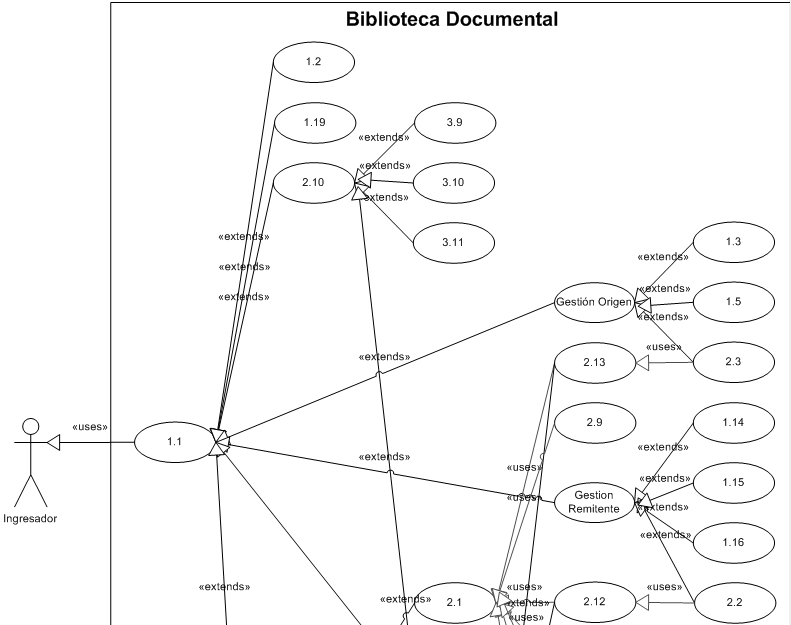 Biblioteca Documental
1.2
1.19
3.9
«extends»
«extends»
2.10
3.10
«extends»
3.11
«extends»
«extends»
«extends»
1.3
«extends»
«extends»
Gestión Origen
1.5
«extends»
«uses»
2.13
2.3
«extends»
2.9
1.14
«uses»
1.1
Ingresador
«extends»
«extends»
«uses»
«uses»
Gestion
Remitente
«extends»
1.15
«extends»
«extends»
1.16
«extends»
«extends»
2.1
«uses»
«extends»
«uses»
2.12
«uses»
2.2